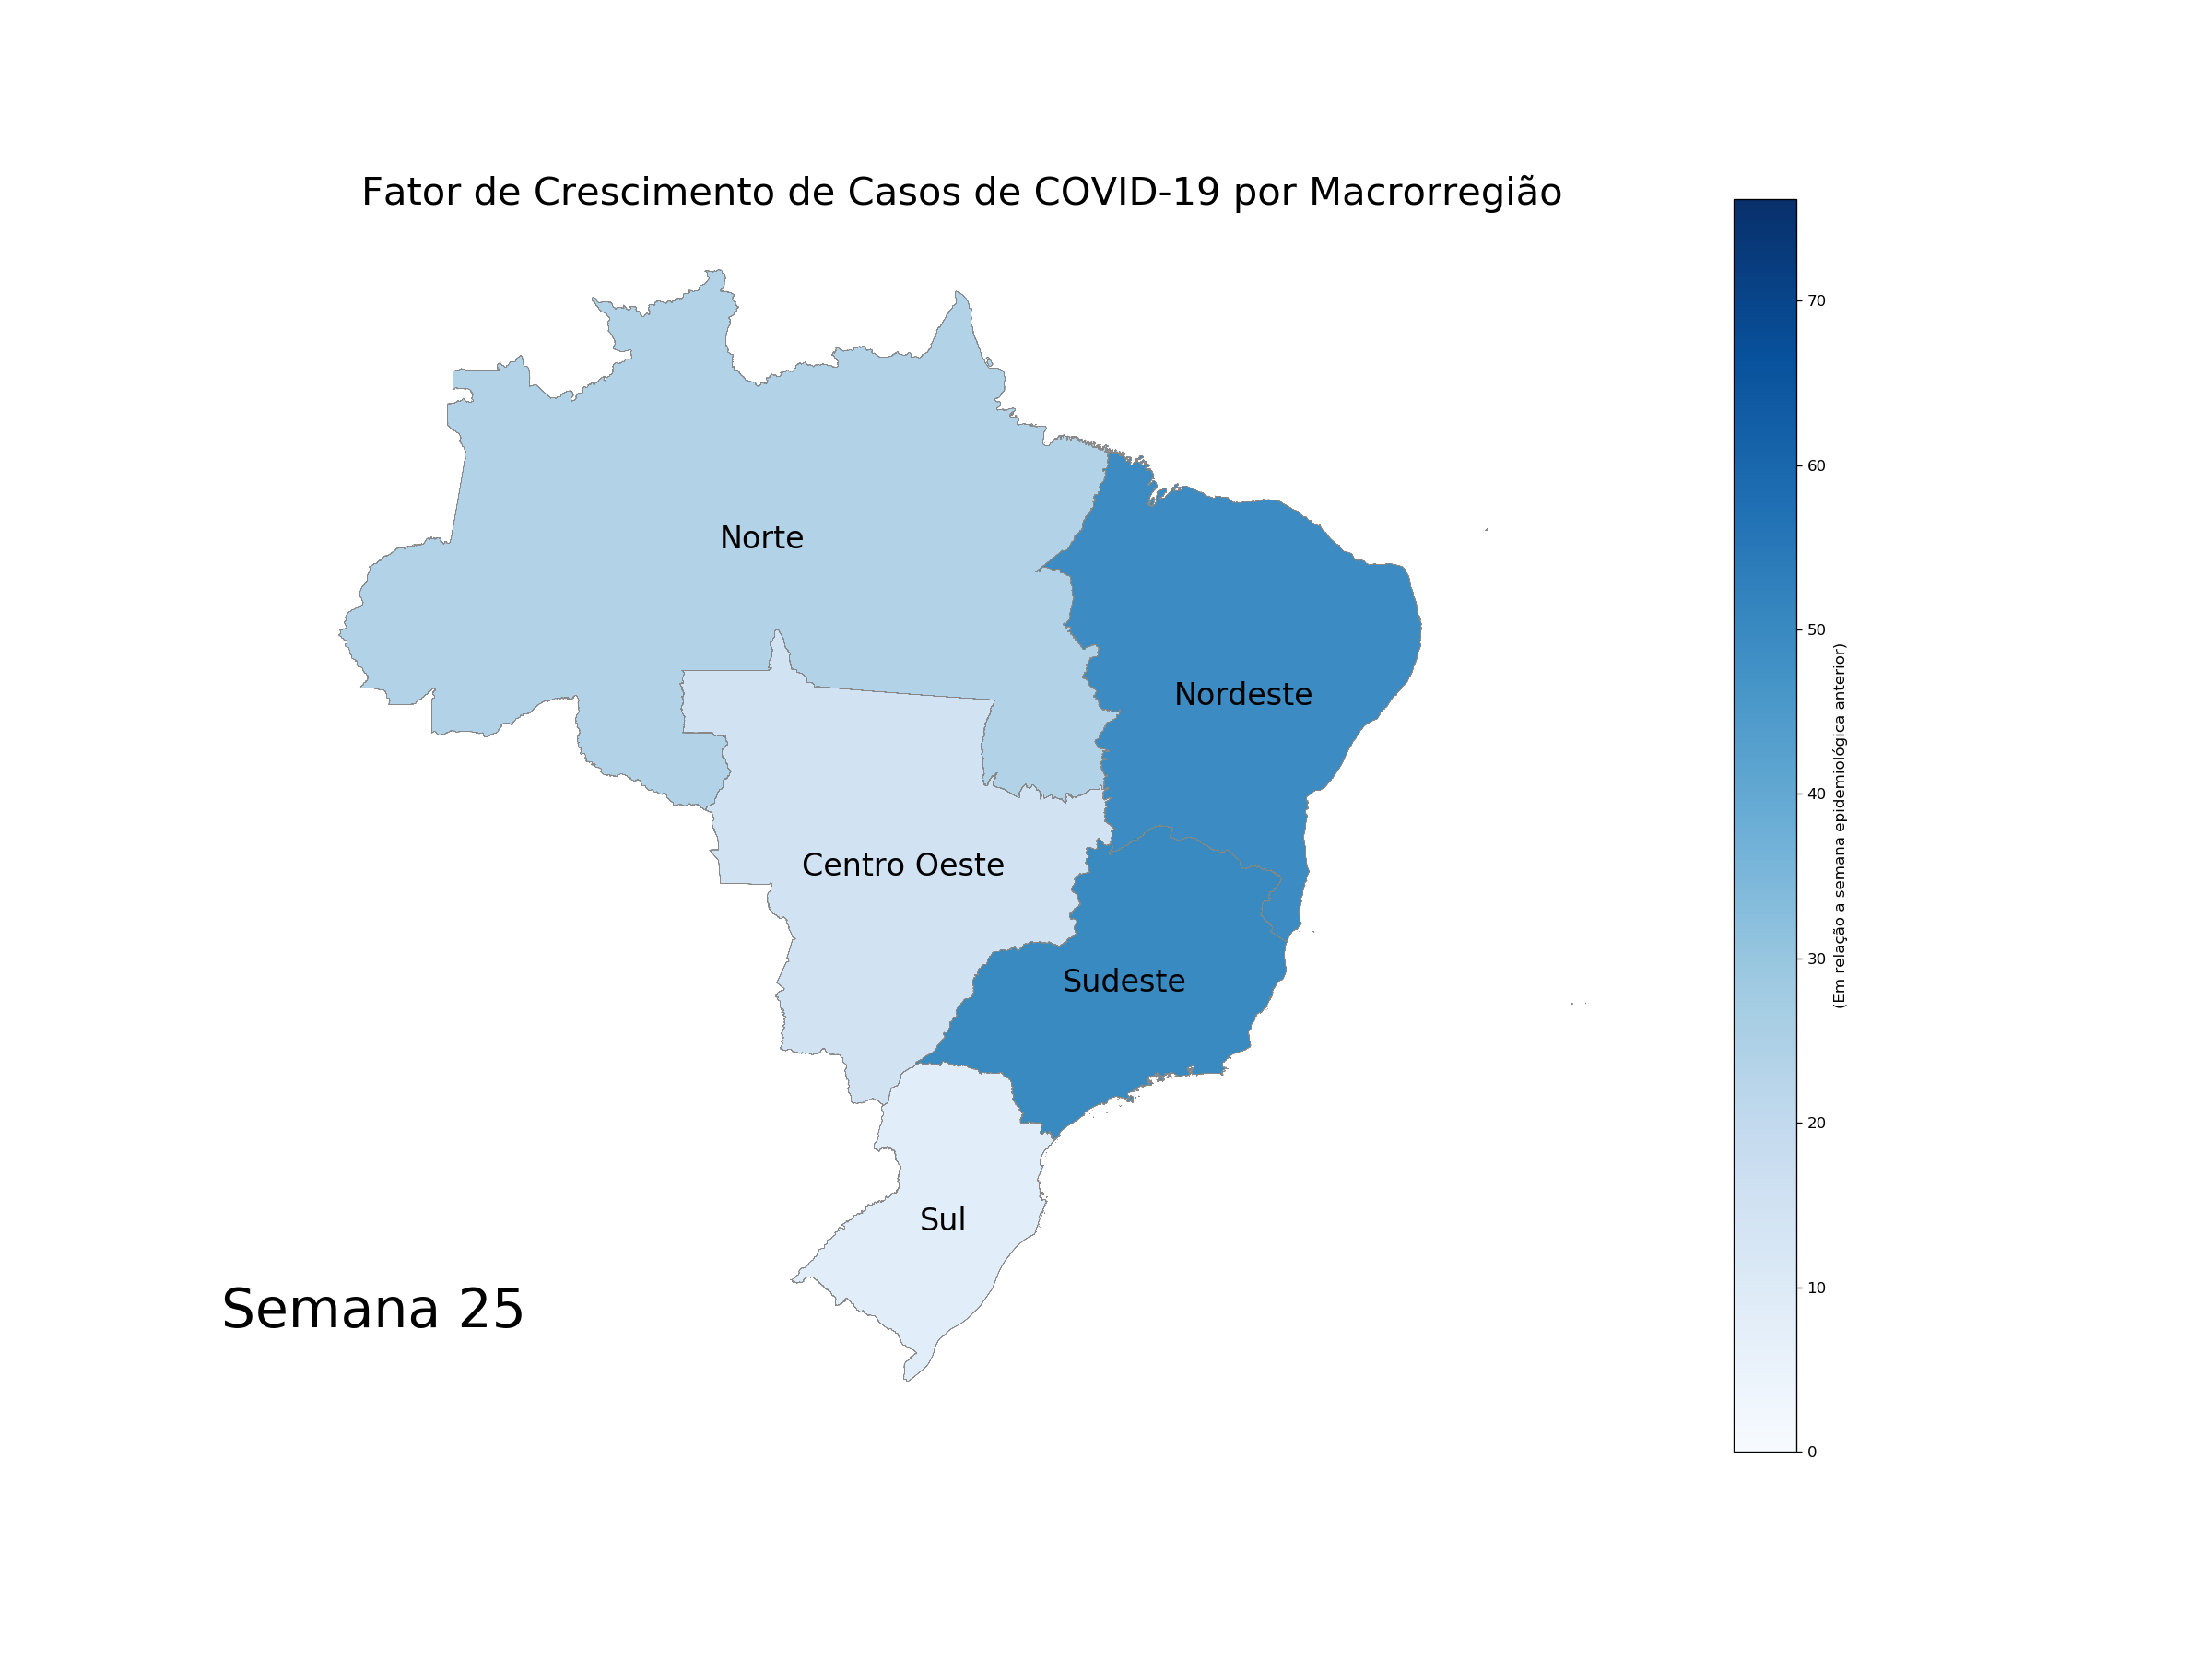 Fator de Crescimento de Casos de COVID-19 por Macrorregião
Norte
Nordeste
Centro Oeste
Sudeste
Sul
Semana 25
70
60
50
40
30
20
10
0
(Em relação a semana epidemiológica anterior)